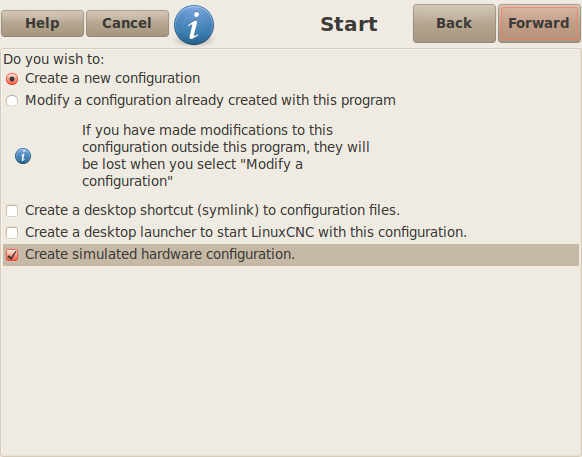 Help Cancel i Start Back Forward
Do you wish to:
Create a new configuration
Modify a configuration already created with this program
If you have made modifications to this
configuration outside this program, they will
i
be lost when you select "Modify a
configuration"
Create a desktop shortcut (symlink) to configuration files.
Create a desktop launcher to start LinuxCNC with this configuration.
Create simulated hardware configuration.